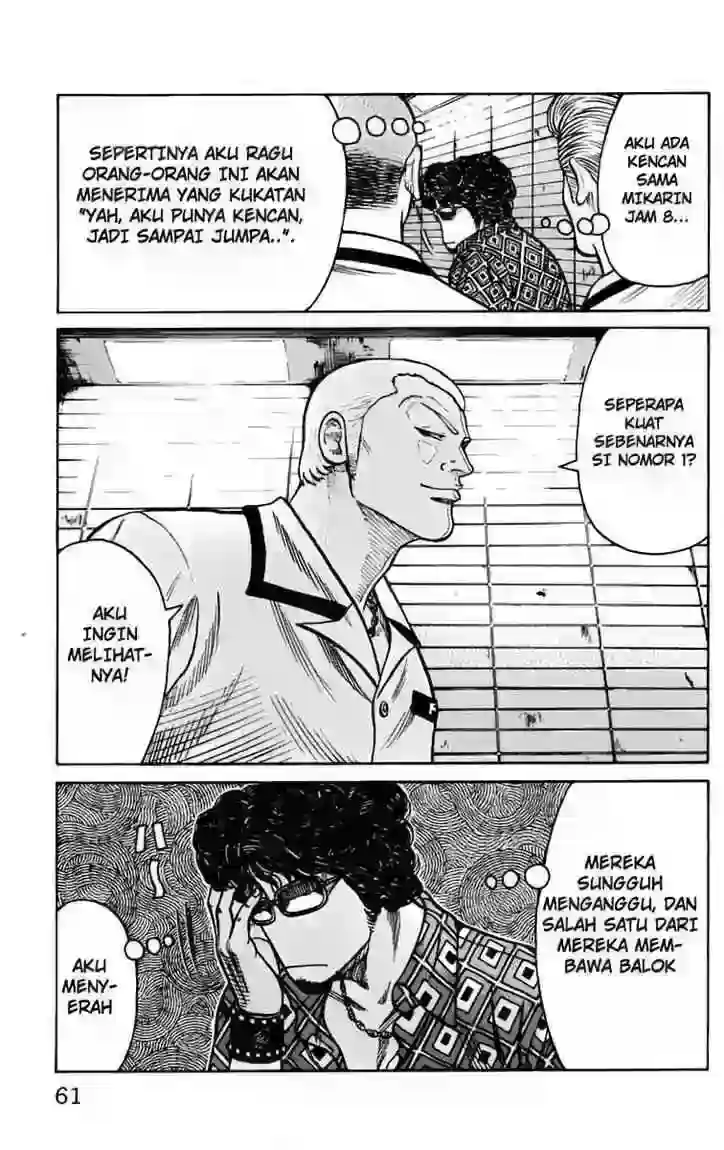 AKU ADA
KENCAN
SAMA
MIKARIN
JAM 8...
SEPERTINYA AKU RAGU
ORANG-ORANG INI AKAN
MENERIMA YANG KUKATAN
"YAH, AKU PUNYA KENCAN,
JADI SAMPAI JUMPA..".
SEPERAPA
KUAT
SEBENARNYA
SI NOMOR 1?
AKU
INGIN
MELIHAT-
NYA!
MEREKA
SUNGGUH
MENGANGGU, DAN
SALAH SATU DARI
MEREKA MEM-
BAWA BALOK
AKU
MENY-
ERAH
61